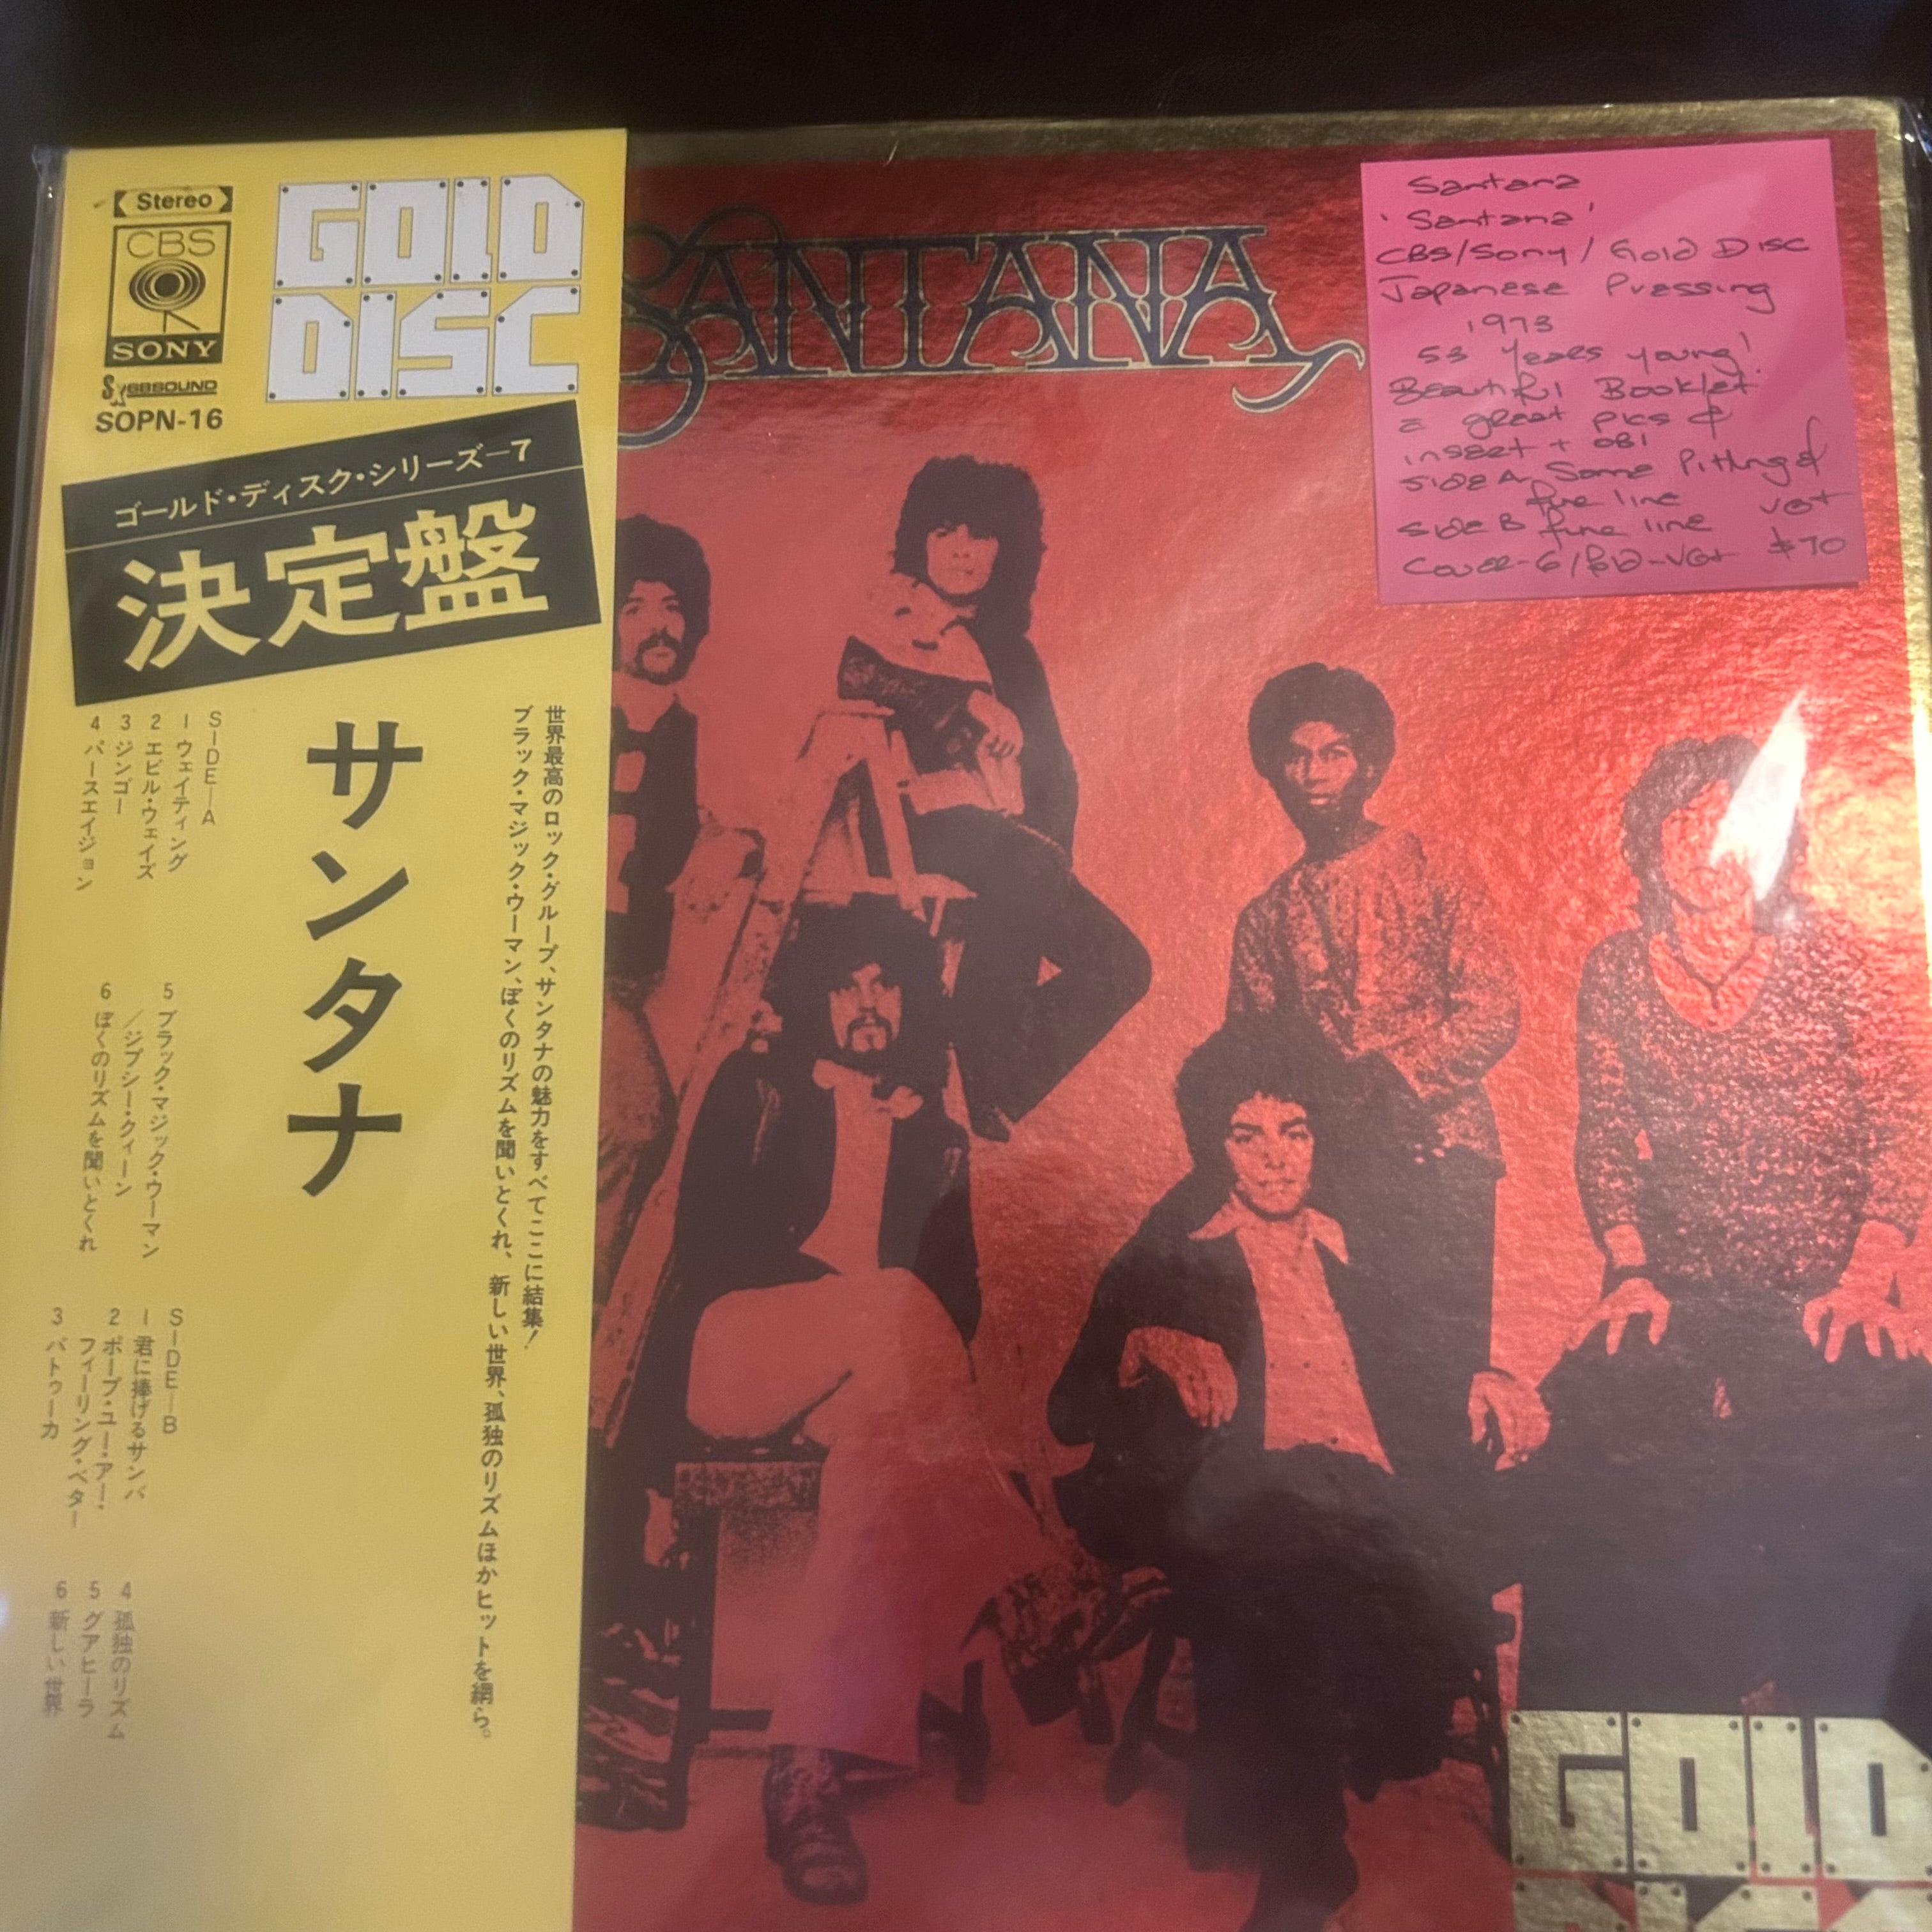 Stereo
CBS
SONY
SOPN-16
GOLD
DISC
ゴールド・ディスク・シリーズ—7
決定盤
サンタナ
世界最高のロック・グループ、サンタナの魅力をすべてここに結集!
ブラック・マジック・ウーマン、ぼくのリズムを聞いとくれ、新しい世界、孤独のリズムほかヒットを網ら。
SIDE—A
1 ウェイティング
2 エビル・ウェイズ
3 ジンゴー
4 パースエイジョン
5 ブラック・マジック・ウーマン
／ジプシー・クィーン
6 ぼくのリズムを聞いとくれ
SIDE—B
1 君に捧げるサンバ
2 ホープ・ユー・アー・
フィーリング・ベター
3 バトゥーカ
4 孤独のリズム
5 グアヒーラ
6 新しい世界
SANTANA
Santana
'Santana'
CBS/Sony/Gold Disc
Japanese Pressing
1973
53 years young!
Beautiful Booklet
great pics &
insert + OBI
Side A Some Pitting &
fine line VG+
Side B fine line
Cover-G/ VG+ $70
GOLD
DISC